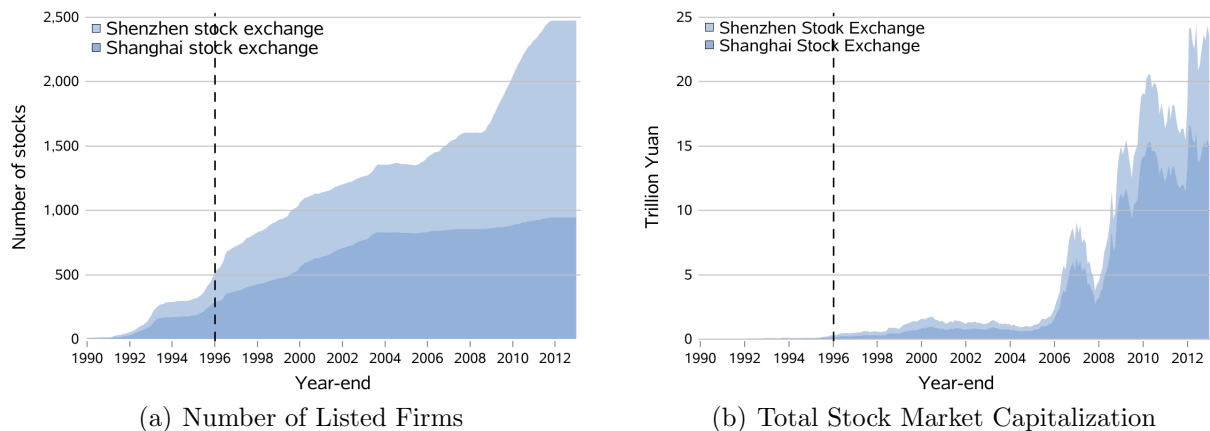 2,500
2,000
1,500
1,000
500
0
Number of stocks
Shenzhen stock exchange
Shanghai stock exchange
1990 1992 1994 1996 1998 2000 2002 2004 2006 2008 2010 2012
Year-end
(a) Number of Listed Firms
25
20
15
10
5
0
Trillion Yuan
Shenzhen Stock Exchange
Shanghai Stock Exchange
1990 1992 1994 1996 1998 2000 2002 2004 2006 2008 2010 2012
Year-end
(b) Total Stock Market Capitalization